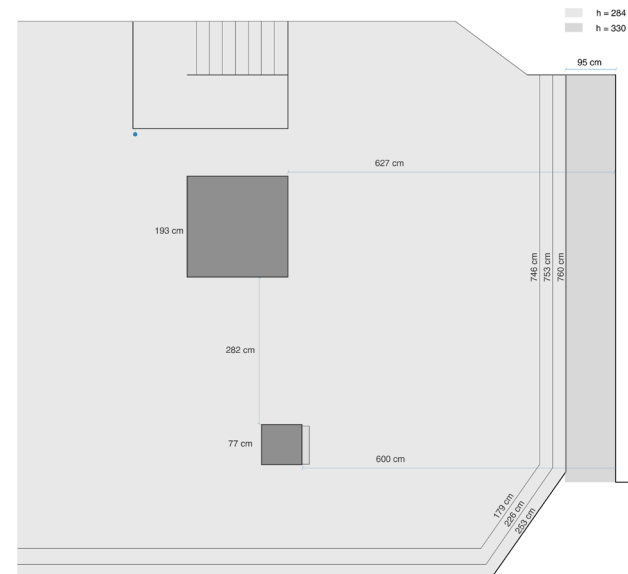 h = 284
h = 330
95 cm
627 cm
193 cm
746 cm
753 cm
760 cm
282 cm
77 cm
600 cm
179 cm
226 cm
253 cm